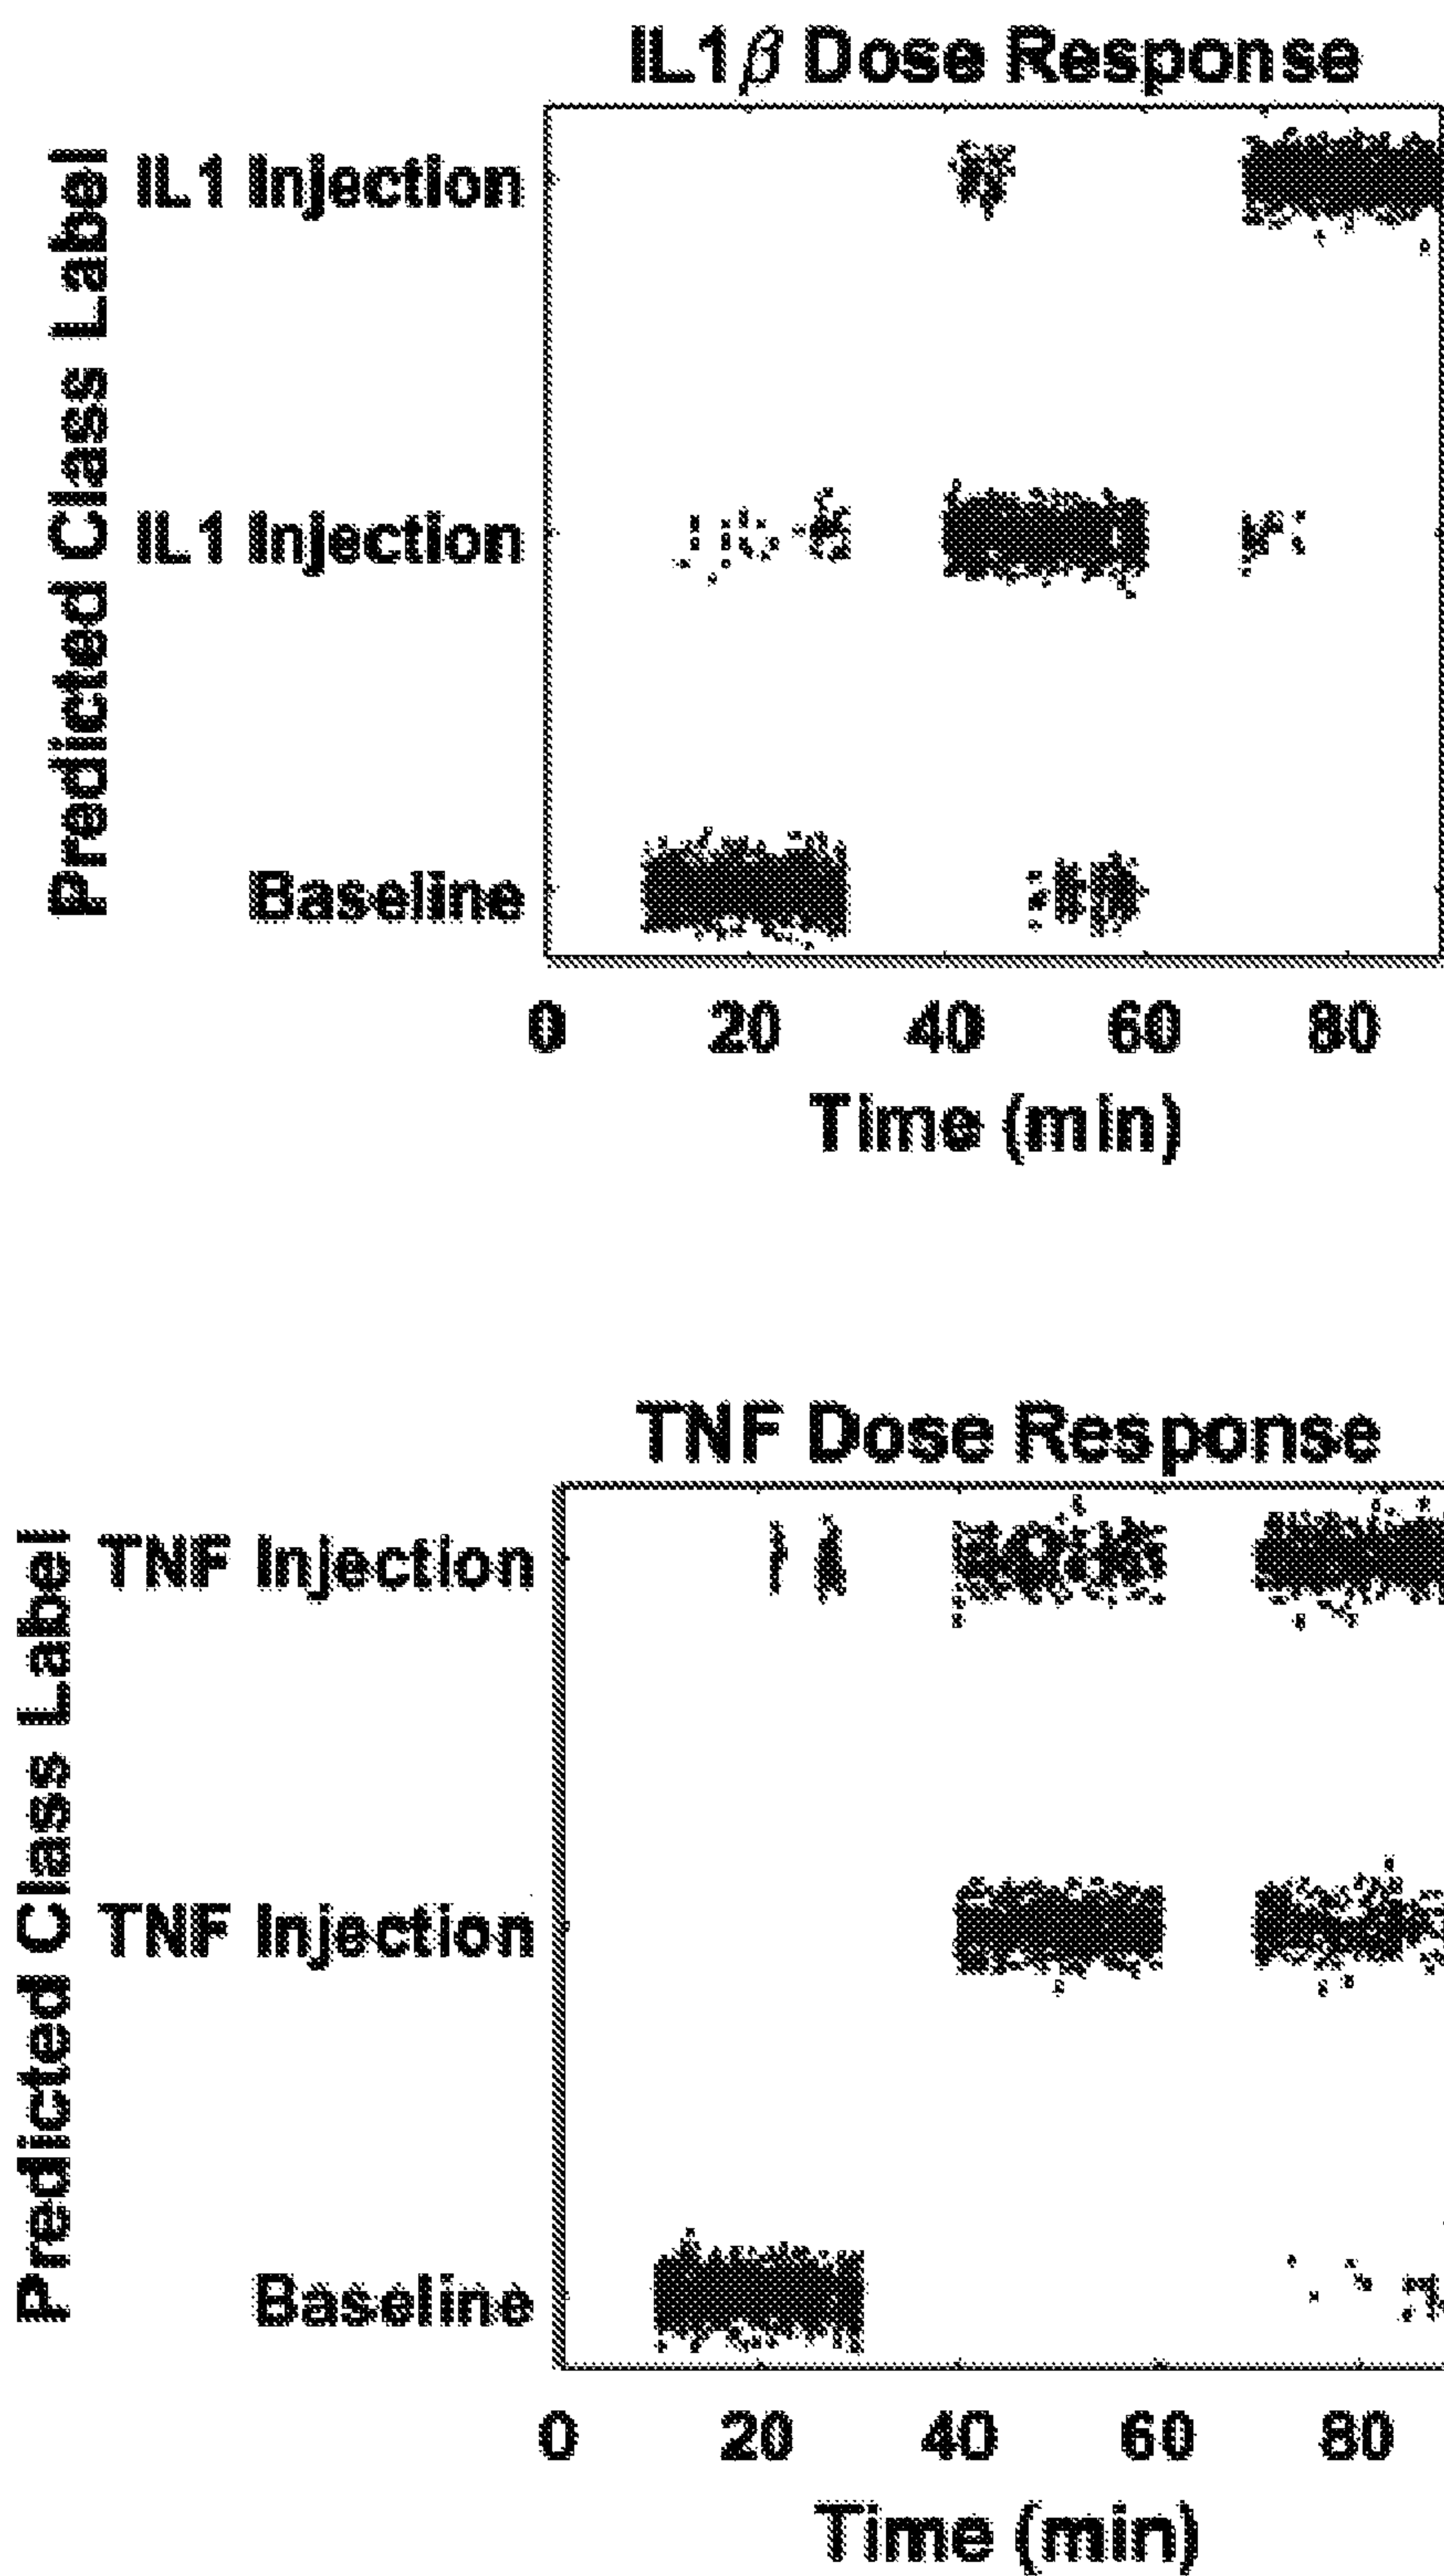 IL1β Dose Response
Predicted Class Label
IL1 Injection
IL1 Injection
Baseline
0 20 40 60 80
Time (min)
TNF Dose Response
Predicted Class Label
TNF Injection
TNF Injection
Baseline
0 20 40 60 80
Time (min)